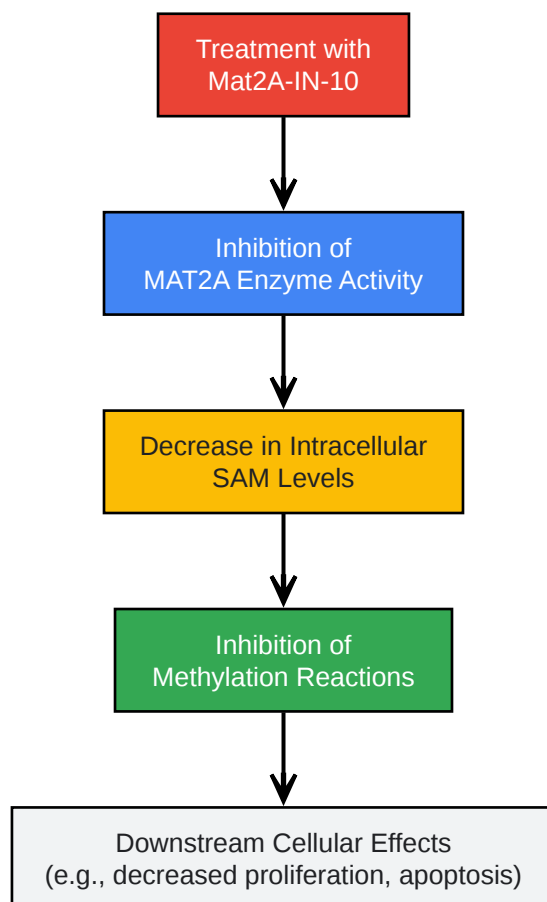 Treatment with
Mat2A-IN-10
Inhibition of
MAT2A Enzyme Activity
Decrease in Intracellular
SAM Levels
Inhibition of
Methylation Reactions
Downstream Cellular Effects
(e.g., decreased proliferation, apoptosis)